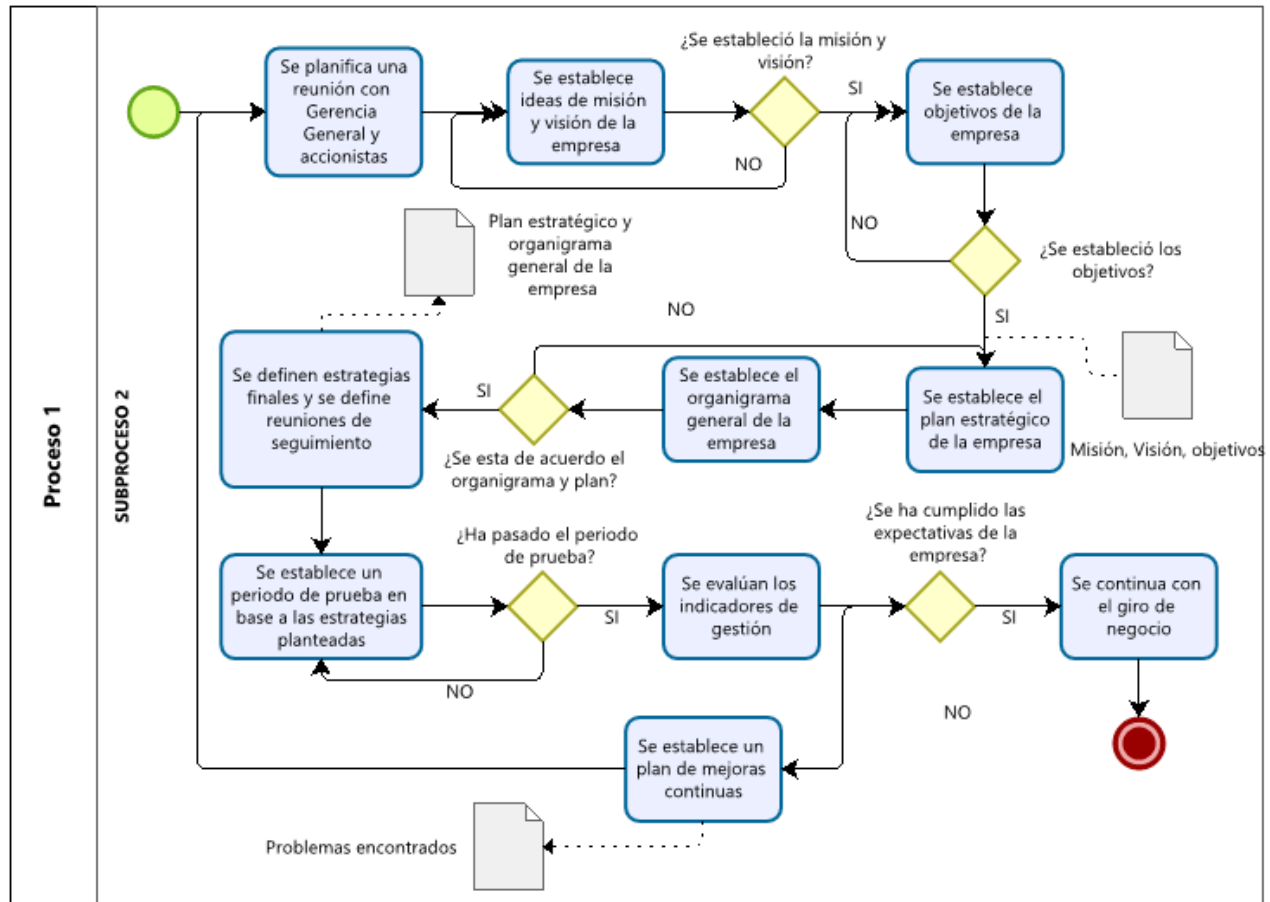 Proceso 1
SUBPROCESO 2
Se planifica una
reunión con
Gerencia
General y
accionistas
Se establece
ideas de misión
y visión de la
empresa
¿Se estableció la misión y
visión?
SI
NO
Se establece
objetivos de la
empresa
NO
¿Se estableció los
objetivos?
SI
Plan estratégico y
organigrama
general de la
empresa
NO
Se definen estrategias
finales y se define
reuniones de
seguimiento
SI
¿Se esta de acuerdo el
organigrama y plan?
Se establece el
organigrama
general de la
empresa
Se establece el
plan estratégico
de la empresa
Misión, Visión, objetivos
Se establece un
periodo de prueba en
base a las estrategias
planteadas
¿Ha pasado el periodo
de prueba?
SI
NO
Se evalúan los
indicadores de
gestión
¿Se ha cumplido las
expectativas de la
empresa?
SI
NO
Se continua con
el giro de
negocio
Se establece un
plan de mejoras
continuas
Problemas encontrados